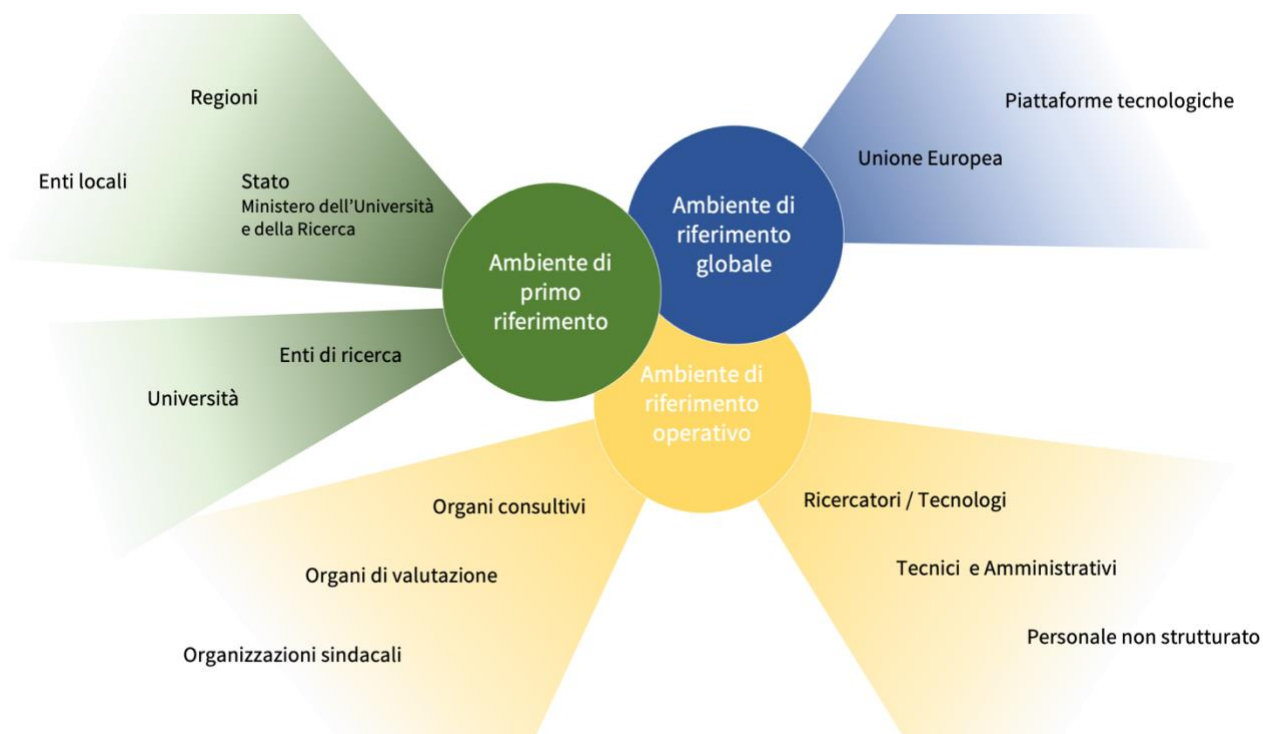 Regioni
Enti locali
Stato
Ministero dell'Università
e della Ricerca
Enti di ricerca
Università
Ambiente di
primo
riferimento
Ambiente di
riferimento
globale
Unione Europea
Piattaforme tecnologiche
Ambiente di
riferimento
operativo
Organi consultivi
Organi di valutazione
Organizzazioni sindacali
Ricercatori / Tecnologi
Tecnici e Amministrativi
Personale non strutturato